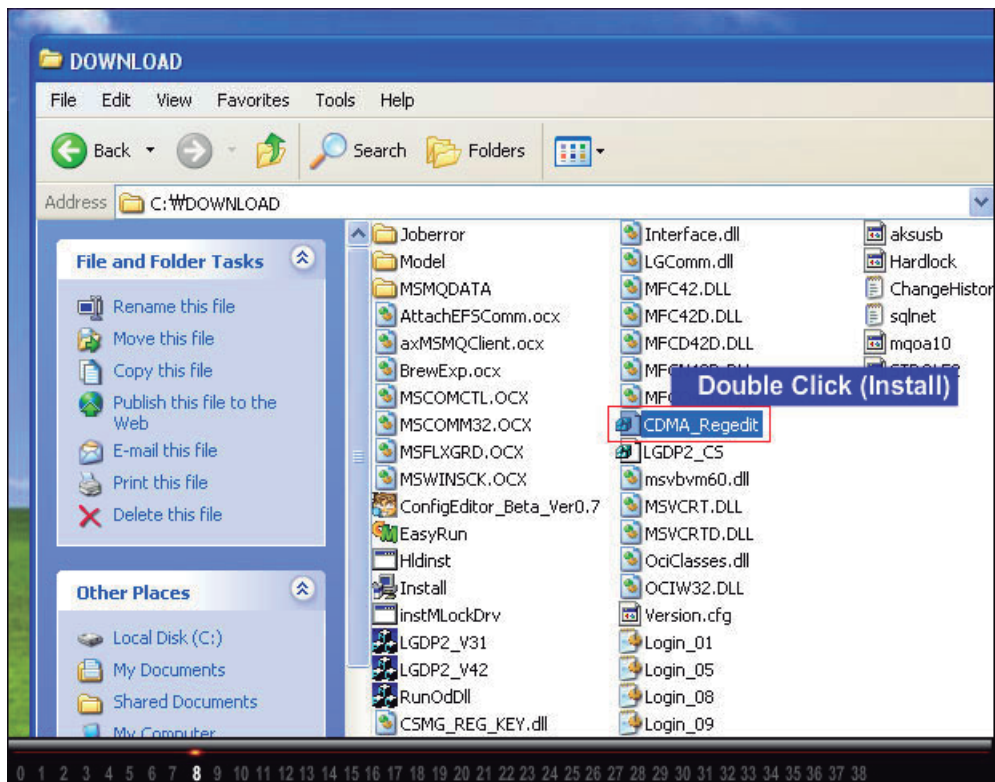 DOWNLOAD
File Edit View Favorites Tools Help
Back Search Folders
Address C:₩DOWNLOAD
File and Folder Tasks
Rename this file
Move this file
Copy this file
Publish this file to the
Web
E-mail this file
Print this file
Delete this file
Other Places
Local Disk (C:)
My Documents
Shared Documents
My Computer
Joberror
Model
MSMQDATA
AttachEFSComm.ocx
axMSMQClient.ocx
BrewExp.ocx
MSCOMCTL.OCX
MSCOMM32.OCX
MSFLXGRD.OCX
MSWINSCK.OCX
ConfigEditor_Beta_Ver0.7
EasyRun
Hldinst
Install
instMLockDrv
LGDP2_V31
LGDP2_V42
RunOdDll
CSMG_REG_KEY.dll
Interface.dll
LGComm.dll
MFC42.DLL
MFC42D.DLL
MFCD42D.DLL
Double Click (Install)
CDMA_Regedit
LGDP2_CS
msvbvm60.dll
MSVCRT.DLL
MSVCRTD.DLL
OciClasses.dll
OCIW32.DLL
Version.cfg
Login_01
Login_05
Login_08
Login_09
aksusb
Hardlock
ChangeHistor
sqlnet
mqoa10
0 1 2 3 4 5 6 7 8 9 10 11 12 13 14 15 16 17 18 19 20 21 22 23 24 25 26 27 28 29 30 31 32 33 34 35 36 37 38